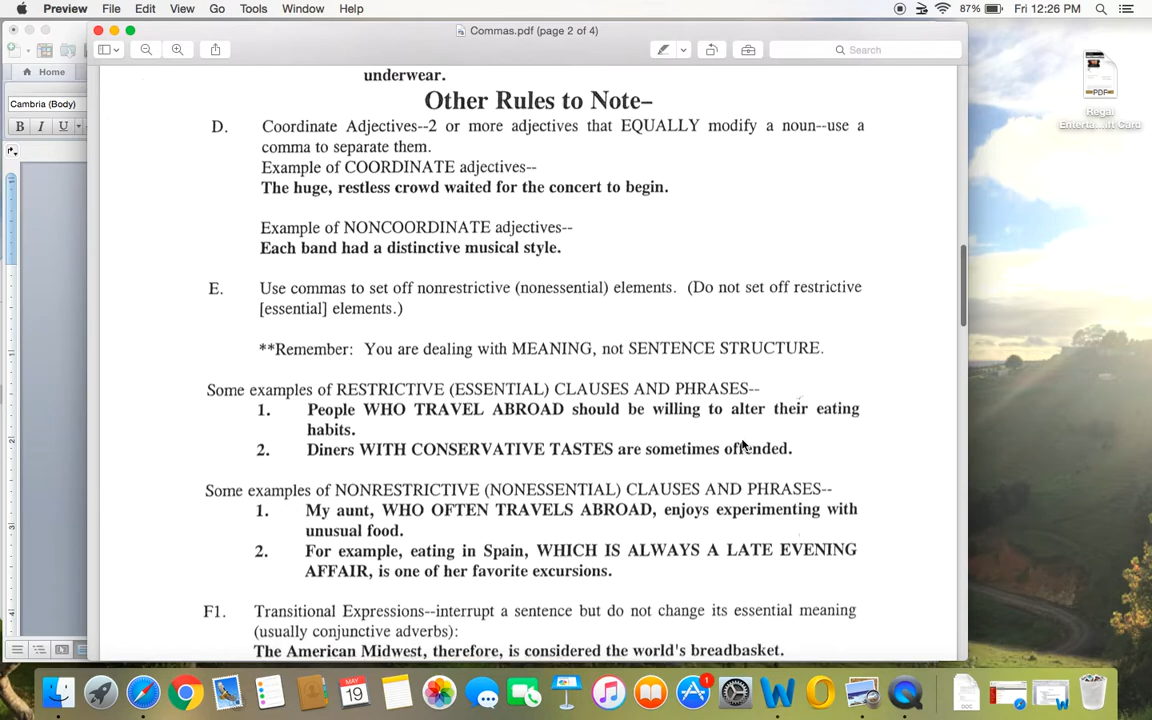 Preview File Edit View Go Tools Window Help 87% Fri 12:26 PM
Commas.pdf (page 2 of 4)
Search
Home
Cambria (Body)
B I U
PDF
Regal
Enterta...ift Card
underwear.
Other Rules to Note–
D. Coordinate Adjectives--2 or more adjectives that EQUALLY modify a noun--use a
comma to separate them.
Example of COORDINATE adjectives--
The huge, restless crowd waited for the concert to begin.
Example of NONCOORDINATE adjectives--
Each band had a distinctive musical style.
E. Use commas to set off nonrestrictive (nonessential) elements. (Do not set off restrictive
[essential] elements.)
**Remember: You are dealing with MEANING, not SENTENCE STRUCTURE.
Some examples of RESTRICTIVE (ESSENTIAL) CLAUSES AND PHRASES--
1. People WHO TRAVEL ABROAD should be willing to alter their eating
habits.
2. Diners WITH CONSERVATIVE TASTES are sometimes offended.
Some examples of NONRESTRICTIVE (NONESSENTIAL) CLAUSES AND PHRASES--
1. My aunt, WHO OFTEN TRAVELS ABROAD, enjoys experimenting with
unusual food.
2. For example, eating in Spain, WHICH IS ALWAYS A LATE EVENING
AFFAIR, is one of her favorite excursions.
F1. Transitional Expressions--interrupt a sentence but do not change its essential meaning
(usually conjunctive adverbs):
The American Midwest, therefore, is considered the world's breadbasket.
MAY
19
1
DOC